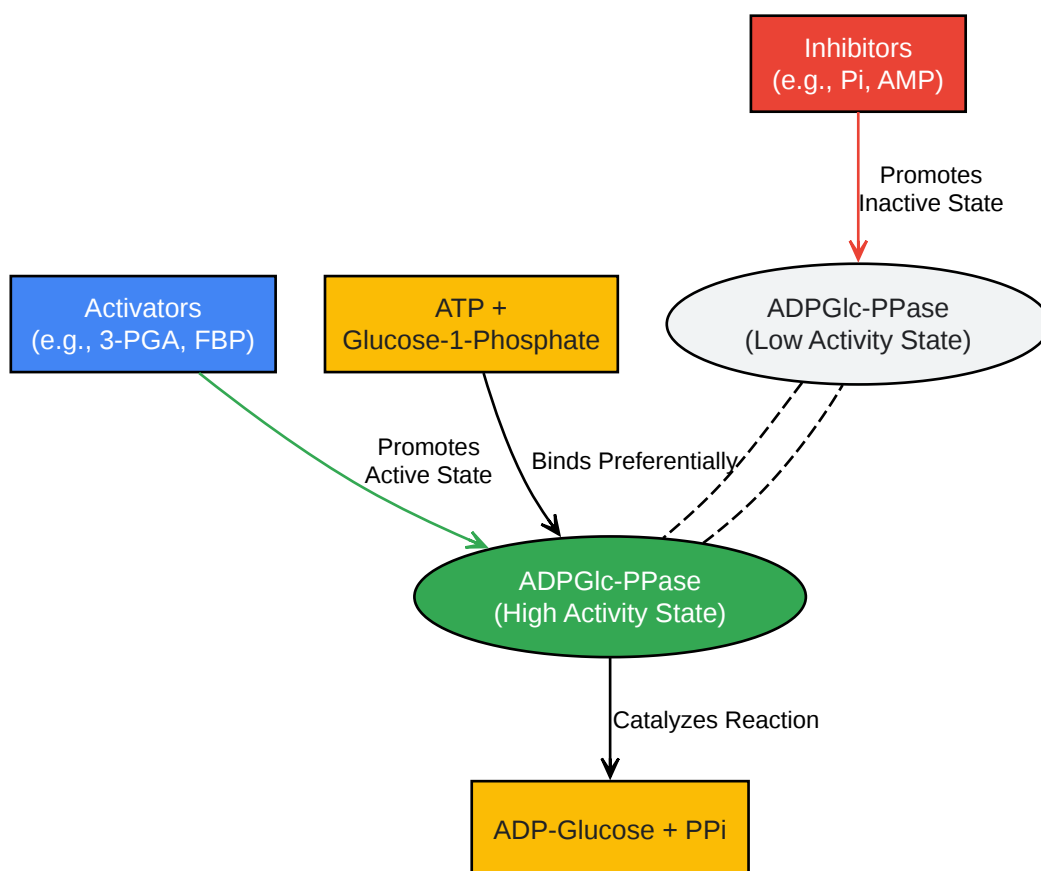 Inhibitors
(e.g., Pi, AMP)
Promotes
Inactive State
Activators
(e.g., 3-PGA, FBP)
ATP +
Glucose-1-Phosphate
ADPGlc-PPase
(Low Activity State)
Promotes
Active State
Binds Preferentially
ADPGlc-PPase
(High Activity State)
Catalyzes Reaction
ADP-Glucose + PPi